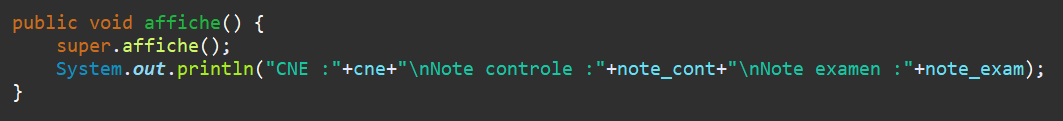 public void affiche() {
    super.affiche();
    System.out.println("CNE :"+cne+"\nNote controle :"+note_cont+"\nNote examen :"+note_exam);
}